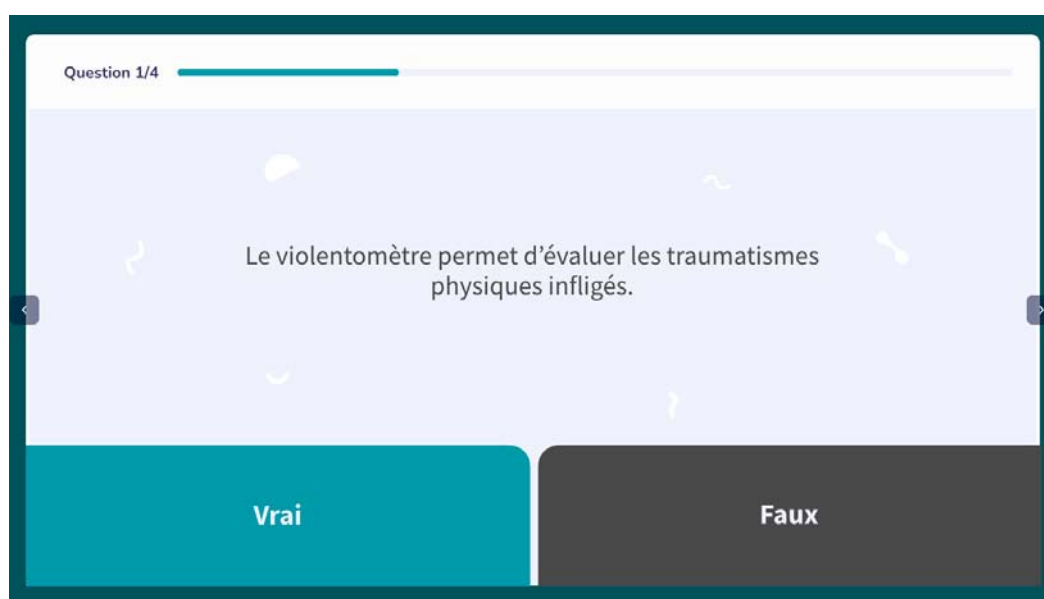 Question 1/4
Le violentomètre permet d’évaluer les traumatismes
physiques infligés.
Vrai
Faux